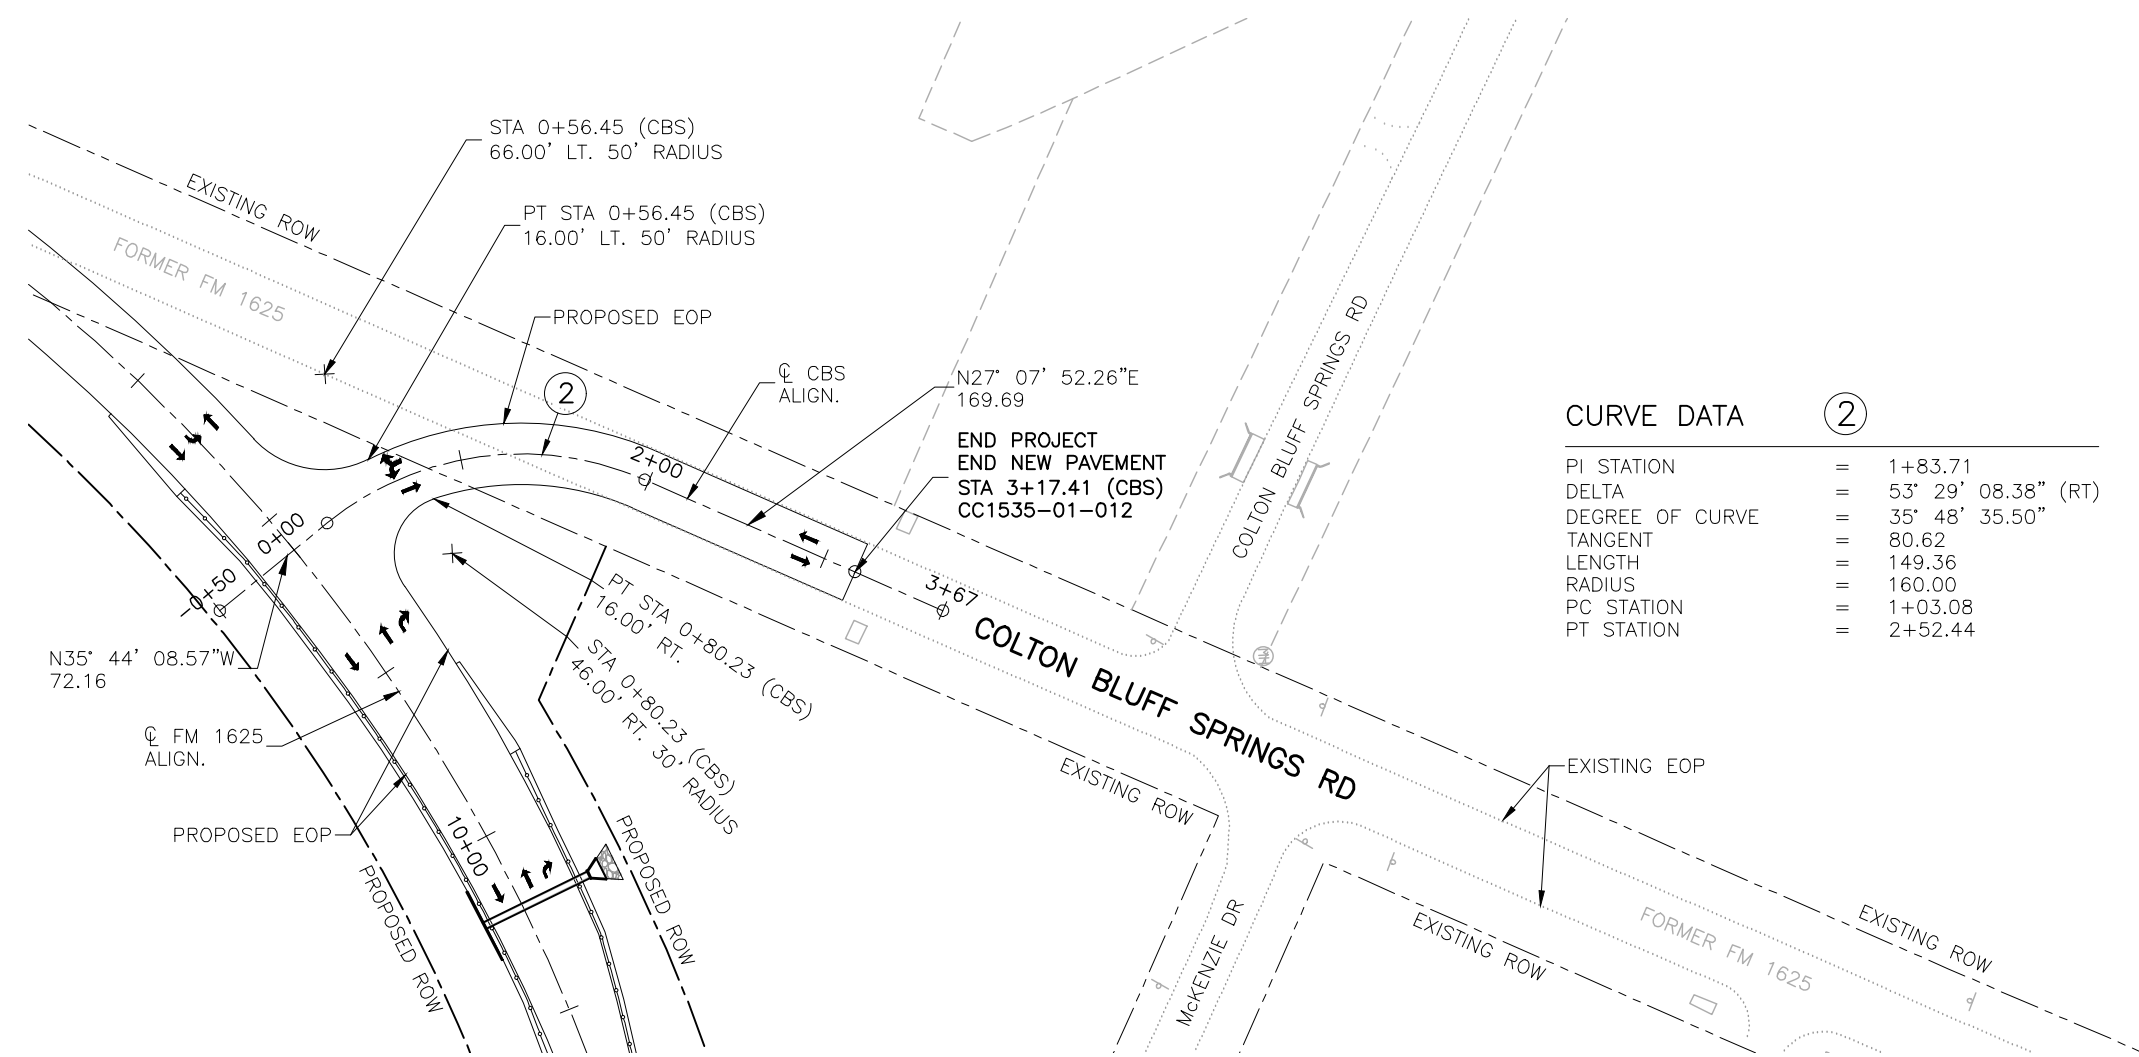 STA 0+56.45 (CBS)
66.00' LT. 50' RADIUS
EXISTING ROW
PT STA 0+56.45 (CBS)
16.00' LT. 50' RADIUS
FORMER FM 1625
PROPOSED EOP
2
℄ CBS
ALIGN.
N27° 07' 52.26"E
169.69
END PROJECT
END NEW PAVEMENT
STA 3+17.41 (CBS)
CC1535-01-012
COLTON BLUFF SPRINGS RD
CURVE DATA 2
PI STATION = 1+83.71
DELTA = 53° 29' 08.38" (RT)
DEGREE OF CURVE = 35° 48' 35.50"
TANGENT = 80.62
LENGTH = 149.36
RADIUS = 160.00
PC STATION = 1+03.08
PT STATION = 2+52.44
2+00
0+00
-0+50
3+67
COLTON BLUFF SPRINGS RD
PT STA 0+80.23 (CBS)
16.00' RT.
STA 0+80.23 (CBS)
46.00' RT. 30' RADIUS
N35° 44' 08.57"W
72.16
℄ FM 1625
ALIGN.
PROPOSED EOP
10+00
PROPOSED ROW
PROPOSED ROW
EXISTING ROW
EXISTING EOP
McKENZIE DR
EXISTING ROW
FORMER FM 1625
EXISTING ROW